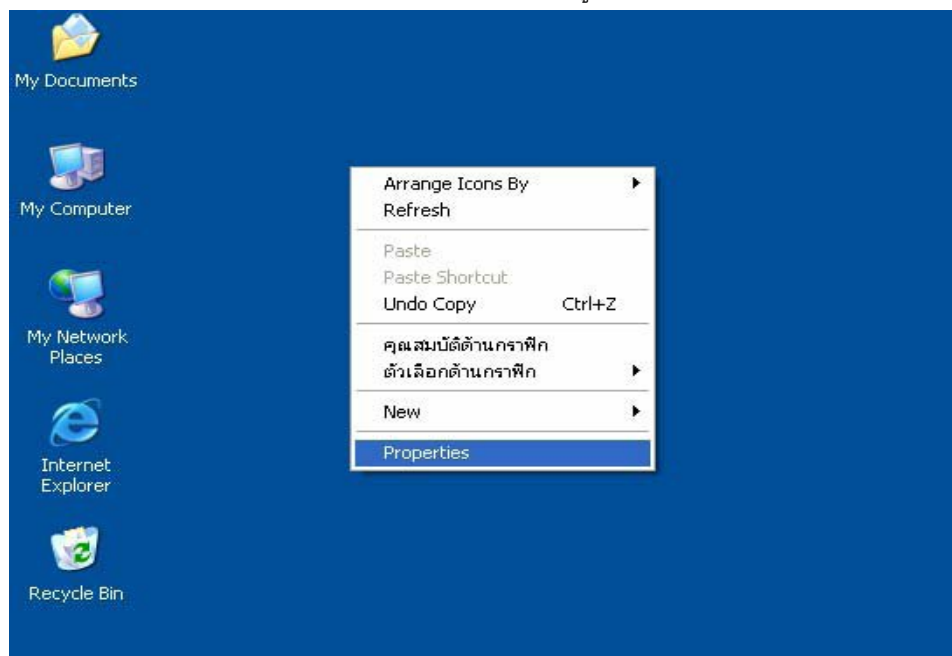 My Documents
My Computer
My Network
Places
Internet
Explorer
Recycle Bin
Arrange Icons By
Refresh
Paste
Paste Shortcut
Undo Copy Ctrl+Z
คุณสมบัติด้านกราฟิก
ตัวเลือกด้านกราฟิก
New
Properties